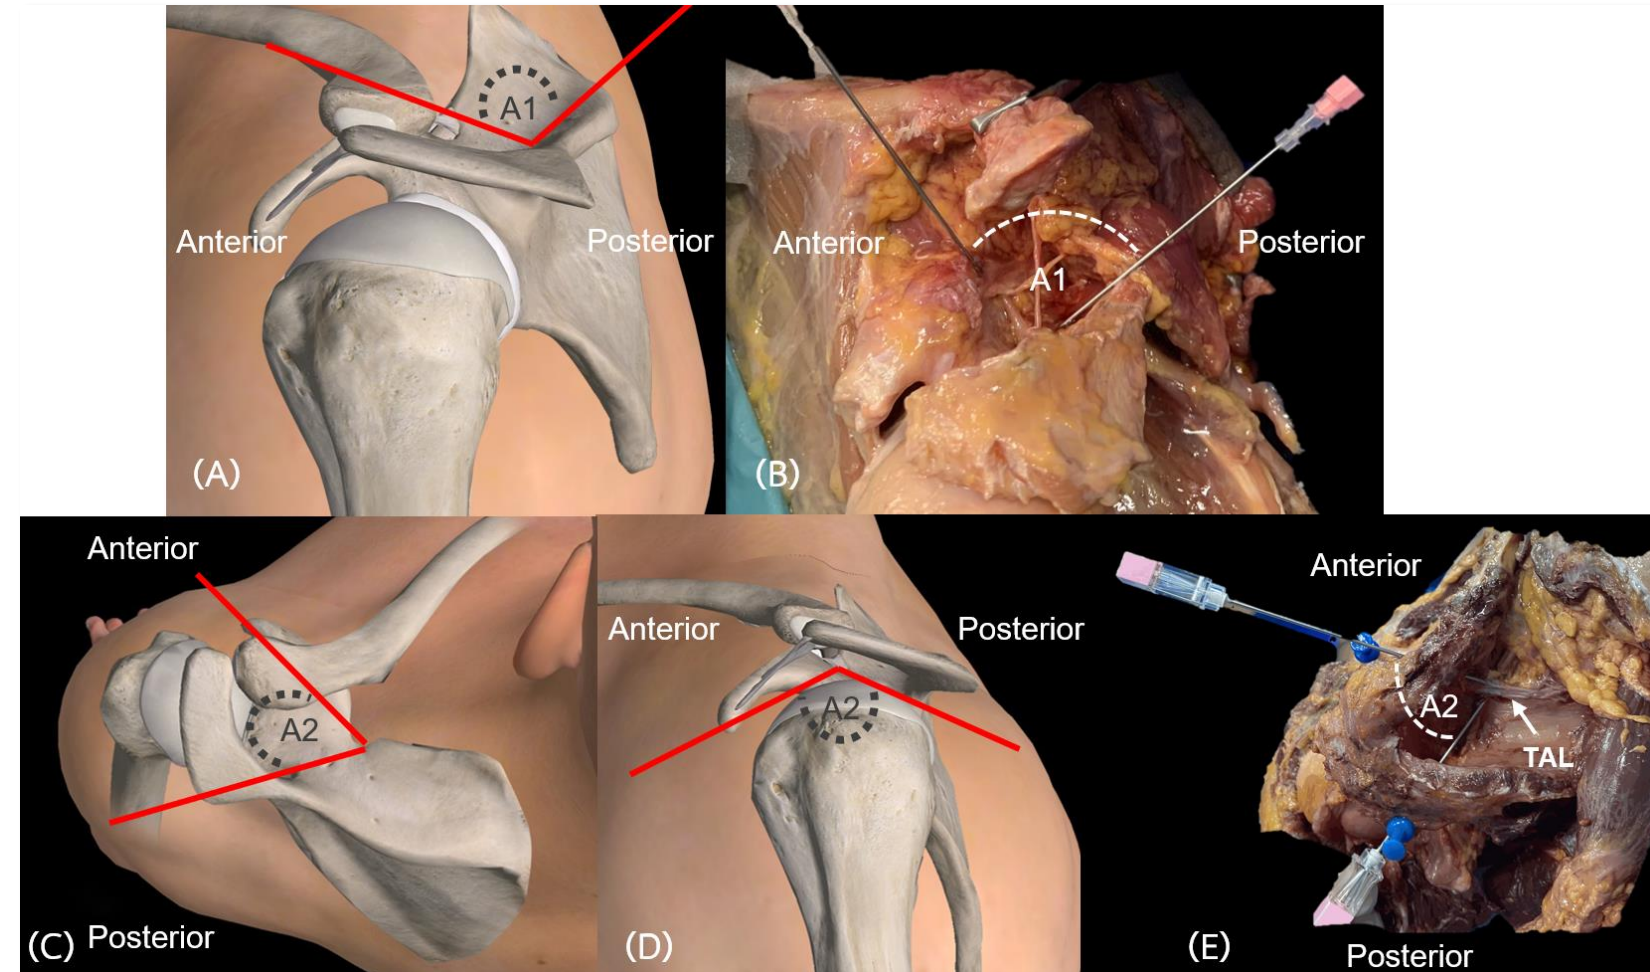 A1
Anterior
Posterior
(A)
Anterior
A1
Posterior
(B)
Anterior
A2
(C) Posterior
Anterior
Posterior
A2
(D)
Anterior
A2
TAL
(E)
Posterior